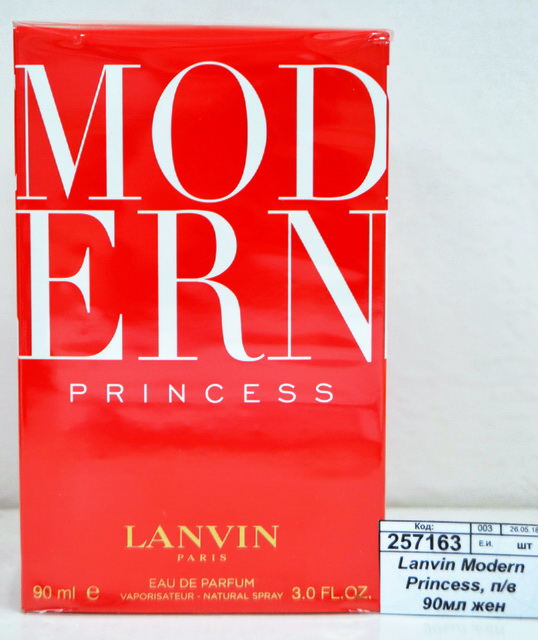 MOD
ERN
PRINCESS
LANVIN
PARIS
EAU DE PARFUM
90 ml e VAPORISATEUR - NATURAL SPRAY 3.0 FL.OZ.
Код: 003 26.05.18
257163 Е.И. шт
Lanvin Modern
Princess, п/в
90мл жен